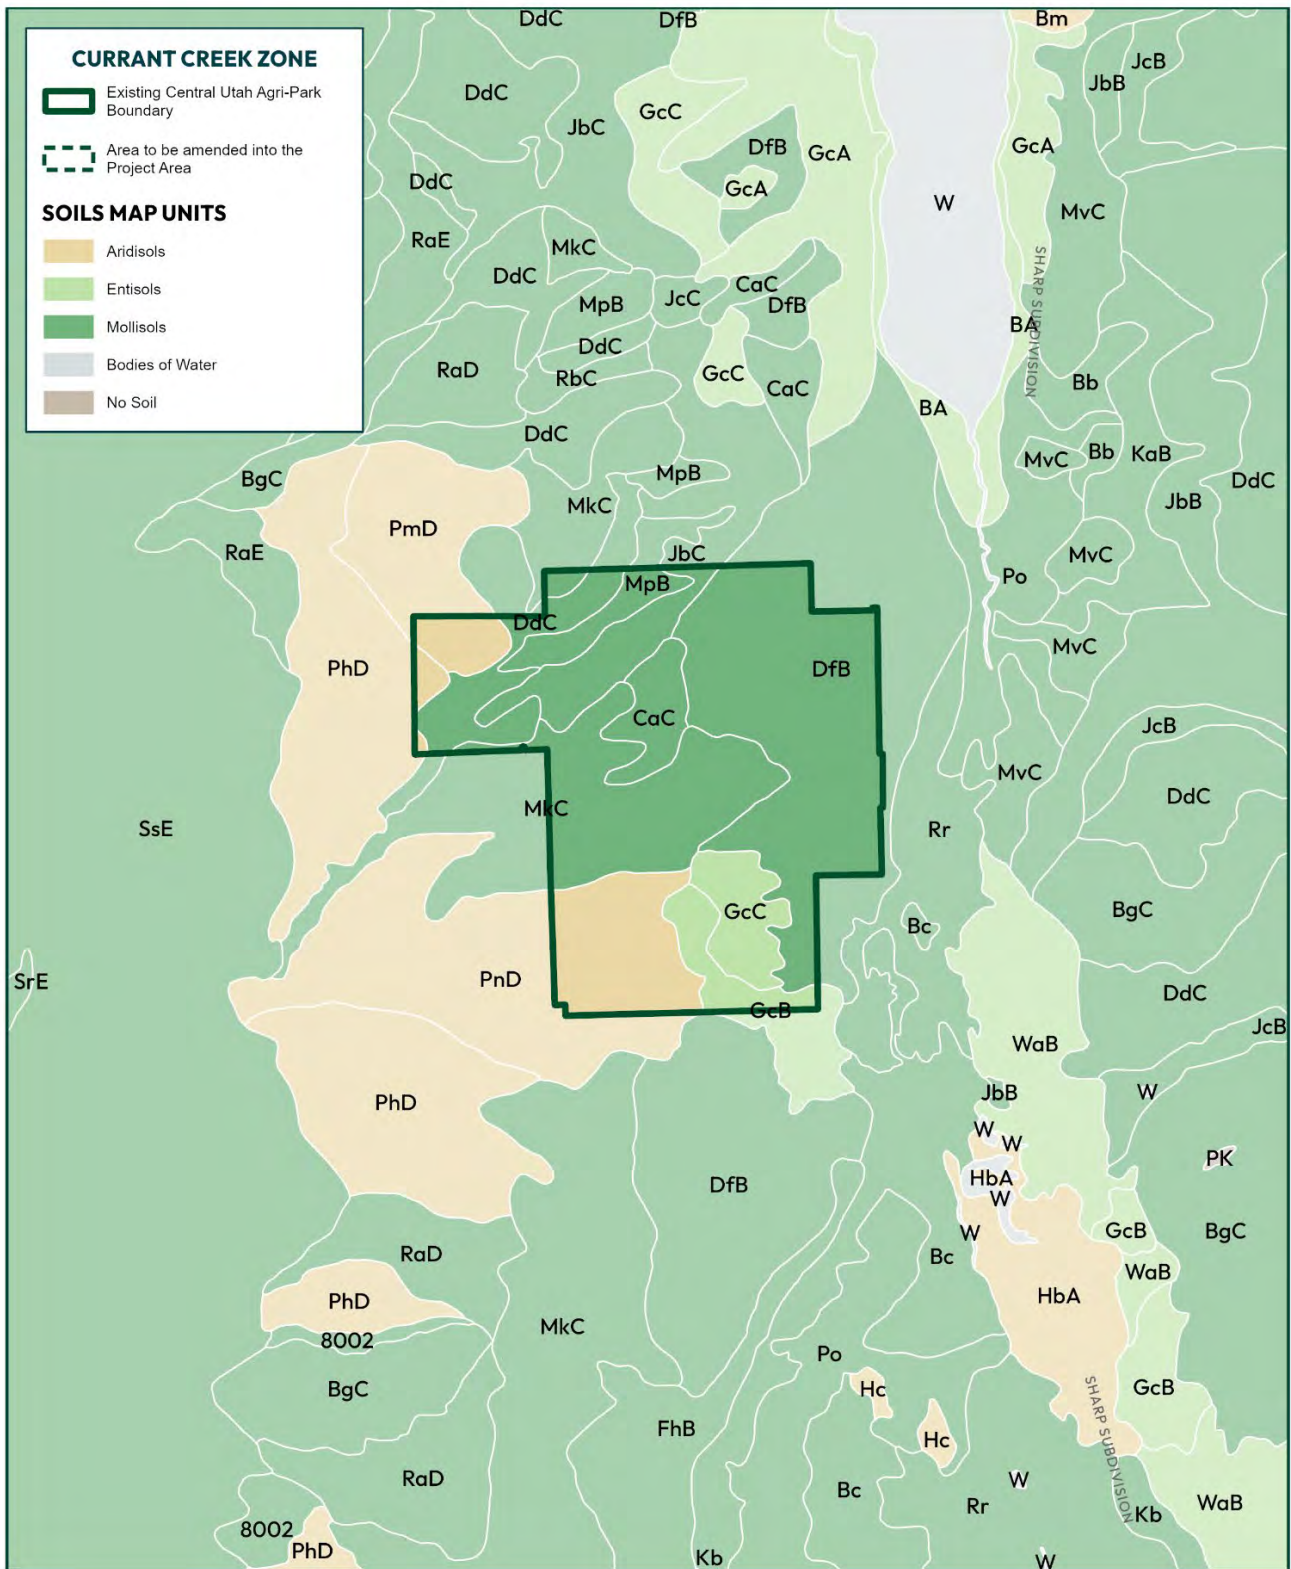 CURRANT CREEK ZONE
Existing Central Utah Agri-Park
Boundary
Area to be amended into the
Project Area
SOILS MAP UNITS
Aridisols
Entisols
Mollisols
Bodies of Water
No Soil
DdC
DfB
Bm
JcB
JbB
DdC
GcC
JbC
DfB
GcA
GcA
DdC
GcA
W
MvC
RaE
MkC
DdC
CaC
JcC
MpB
DfB
SHARP SUBDIVISION
BA
DdC
RaD
RbC
GcC
CaC
Bb
BA
DdC
MvC
Bb
KaB
MpB
BgC
DdC
JbB
MkC
PmD
RaE
JbC
MvC
Po
MpB
DdC
MvC
PhD
DfB
CaC
JcB
MvC
DdC
MkC
SsE
Rr
GcC
BgC
Bc
SrE
PnD
DdC
GcB
JcB
WaB
JbB
W
PhD
W
W
PK
HbA
DfB
W
W
GcB
BgC
RaD
Bc
WaB
PhD
HbA
MkC
8002
Po
BgC
Hc
GcB
SHARP SUBDIVISION
FhB
Hc
RaD
W
Bc
Rr
WaB
Kb
8002
PhD
Kb
W